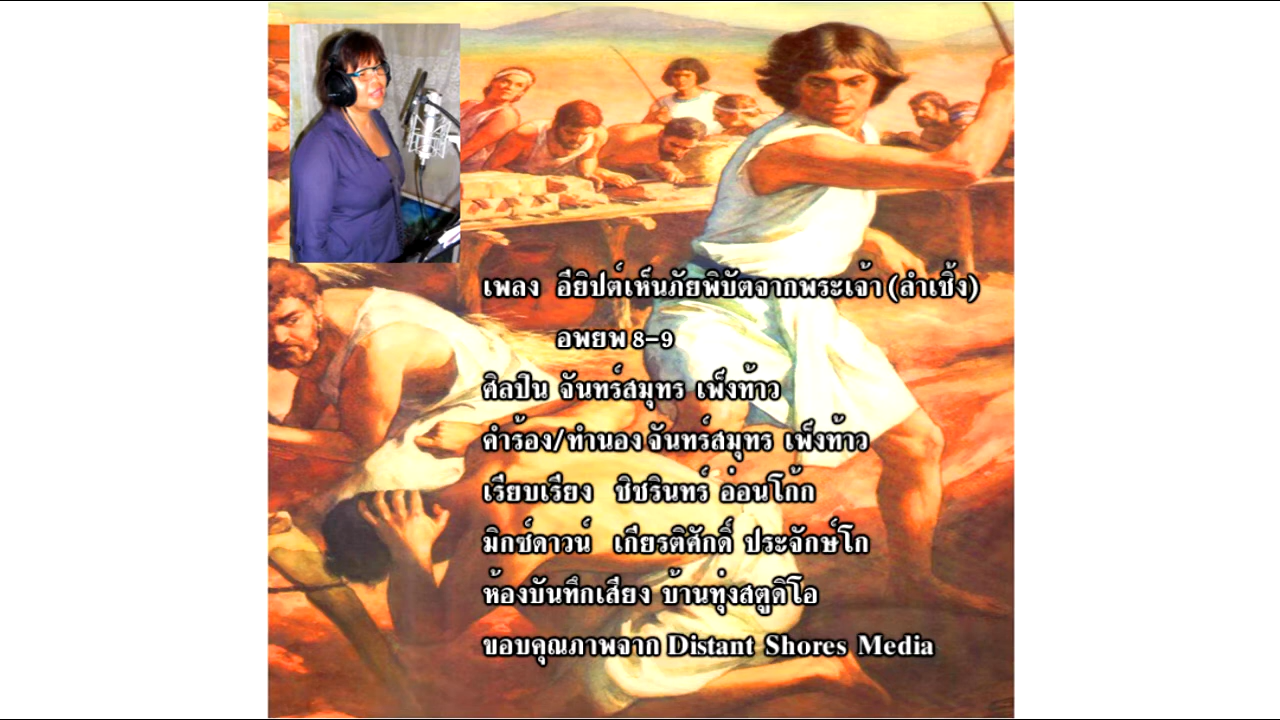 เพลง อียิปต์เห็นภัยพิบัตจากพระเจ้า (ลำเชิ้ง)
อพยพ 8-9
ศิลปิน จันทร์สมุทร เพ็งท้าว
คำร้อง/ทำนอง จันทร์สมุทร เพ็งท้าว
เรียบเรียง ชิชรินทร์ อ่อนโก้ก
มิกซ์ดาวน์ เกียรติศักดิ์ ประจักษ์โก
ห้องบันทึกเสียง บ้านทุ่งสตูดิโอ
ขอบคุณภาพจาก Distant Shores Media